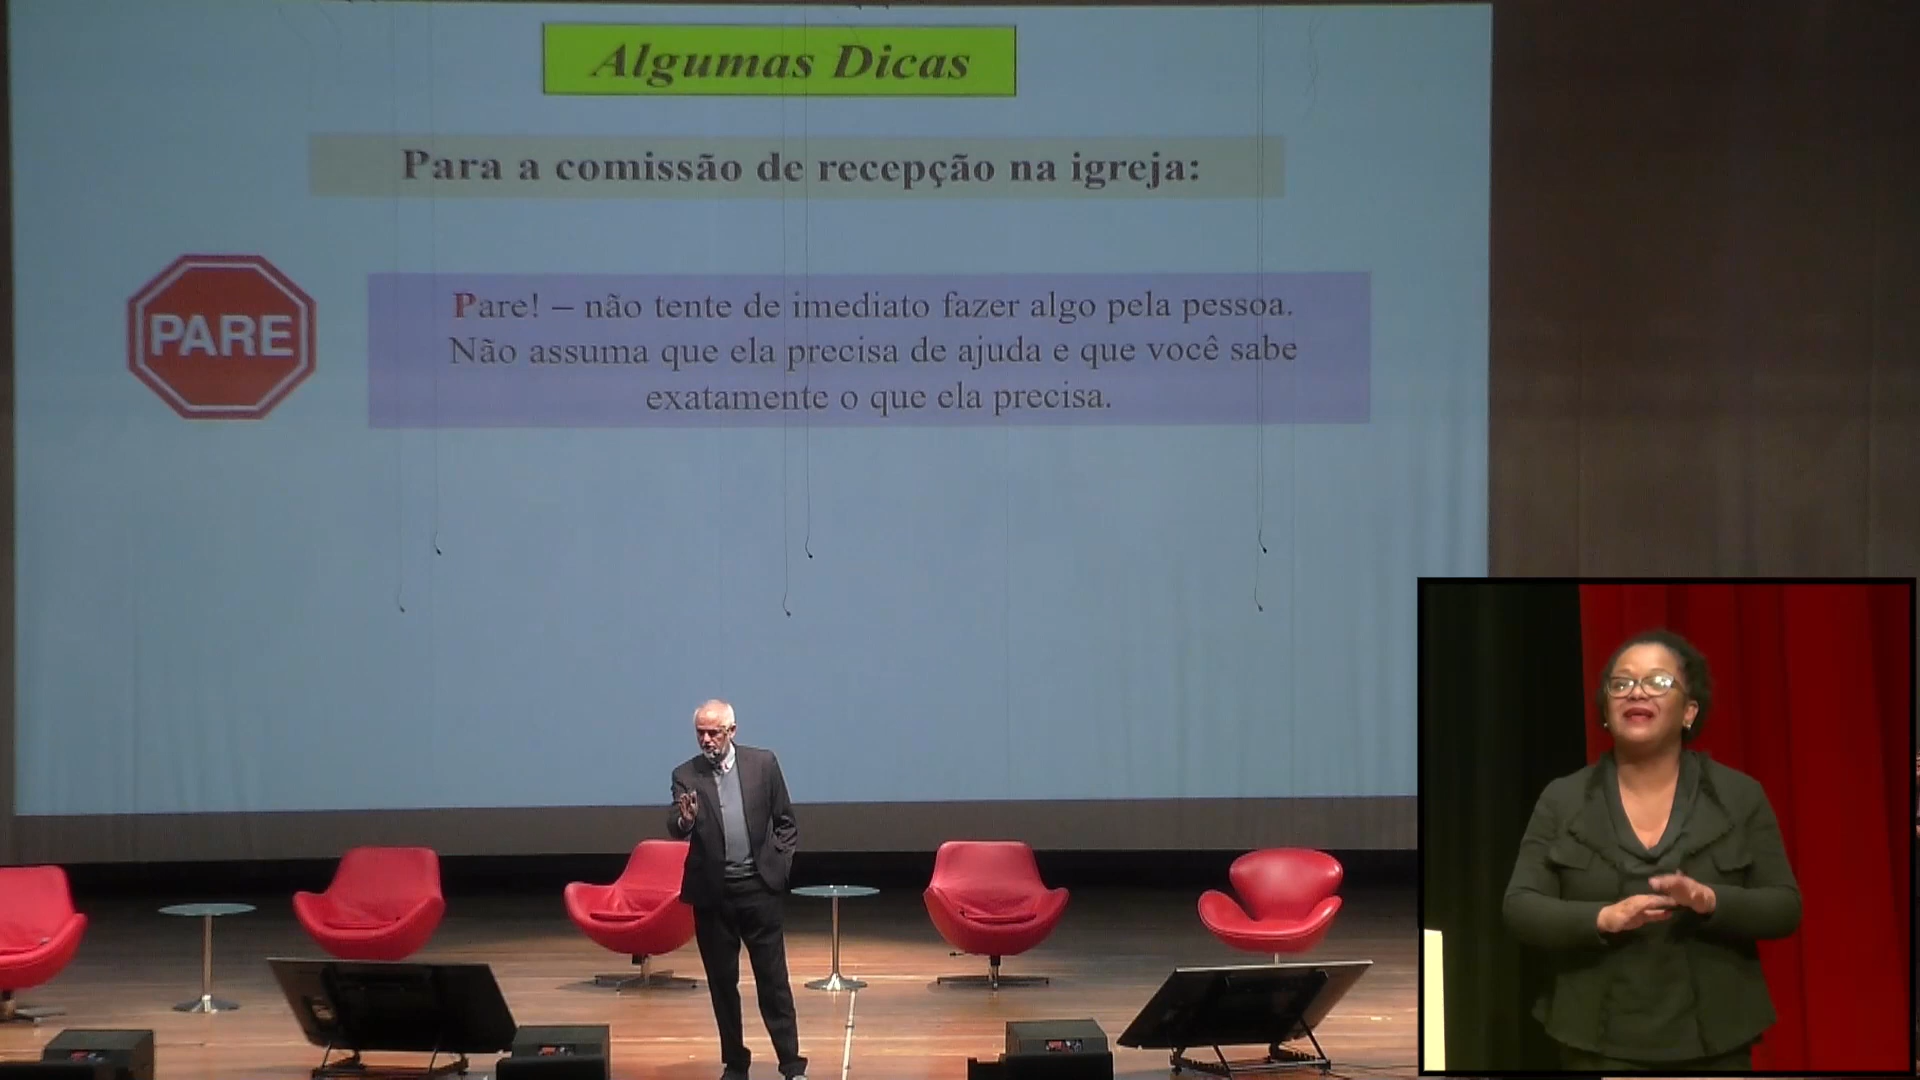 Algumas Dicas
Para a comissão de recepção na igreja:
PARE
Pare! – não tente de imediato fazer algo pela pessoa.
Não assuma que ela precisa de ajuda e que você sabe
exatamente o que ela precisa.